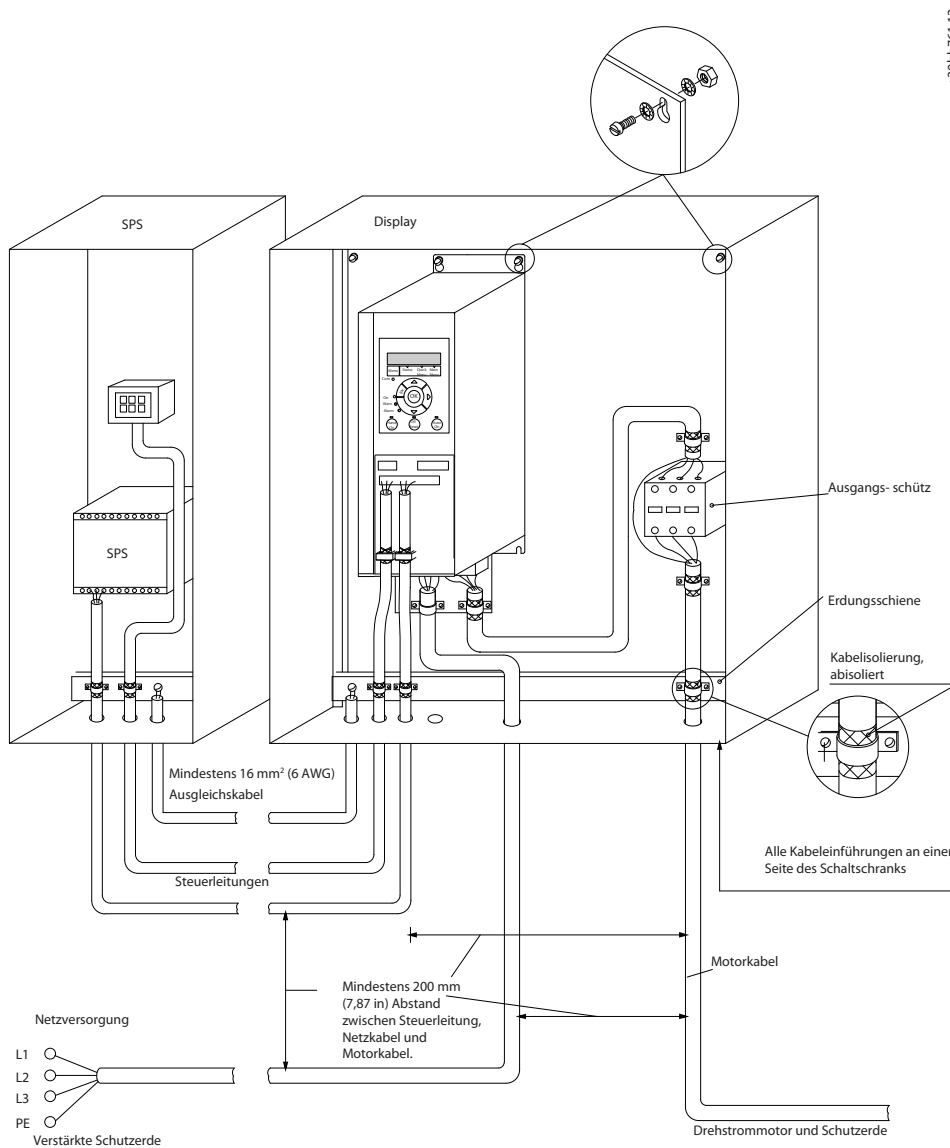 SPS
Display
OK
SPS
Ausgangs- schütz
Erdungsschiene
Kabelisolierung,
abisoliert
Mindestens 16 mm² (6 AWG)
Ausgleichskabel
Alle Kabeleinführungen an einer
Seite des Schaltschranks
Steuerleitungen
Motorkabel
Mindestens 200 mm
(7,87 in) Abstand
zwischen Steuerleitung,
Netzkabel und
Motorkabel.
Netzversorgung
L1
L2
L3
PE
Verstärkte Schutzerde
Drehstrommotor und Schutzerde